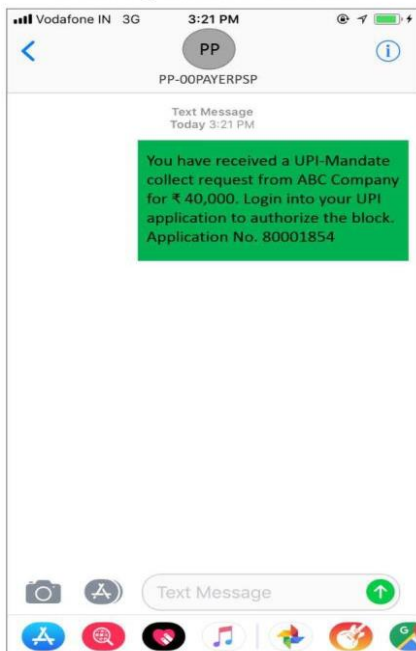 Vodafone IN 3G 3:21 PM
PP
PP-00PAYERPSP
Text Message
Today 3:21 PM
You have received a UPI-Mandate
collect request from ABC Company
for ₹ 40,000. Login into your UPI
application to authorize the block.
Application No. 80001854
Text Message